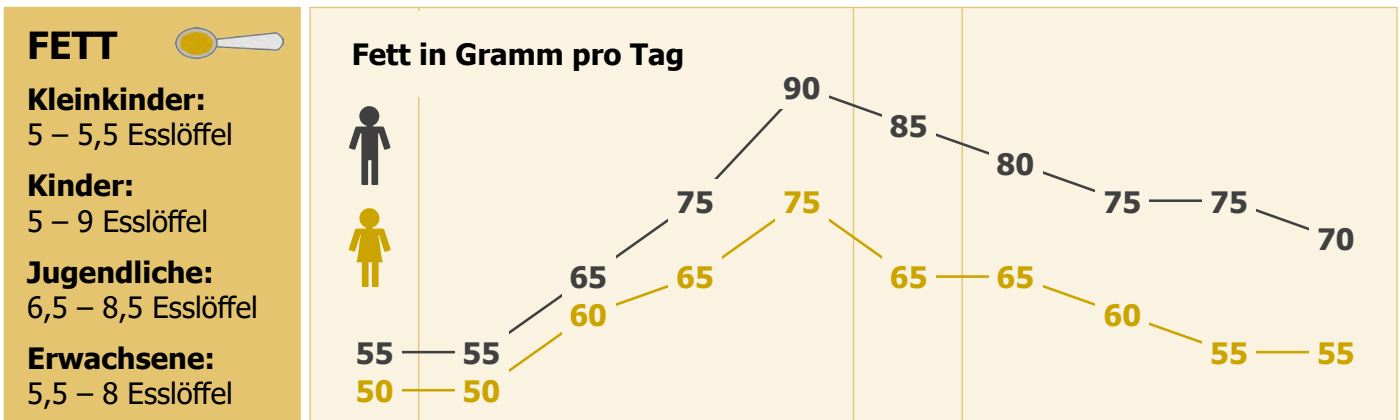 FETT
Kleinkinder:
5 – 5,5 Esslöffel
Kinder:
5 – 9 Esslöffel
Jugendliche:
6,5 – 8,5 Esslöffel
Erwachsene:
5,5 – 8 Esslöffel
Fett in Gramm pro Tag
55 55 65 75 90 85 80 75 75 70
50 50 60 65 75 65 65 60 55 55